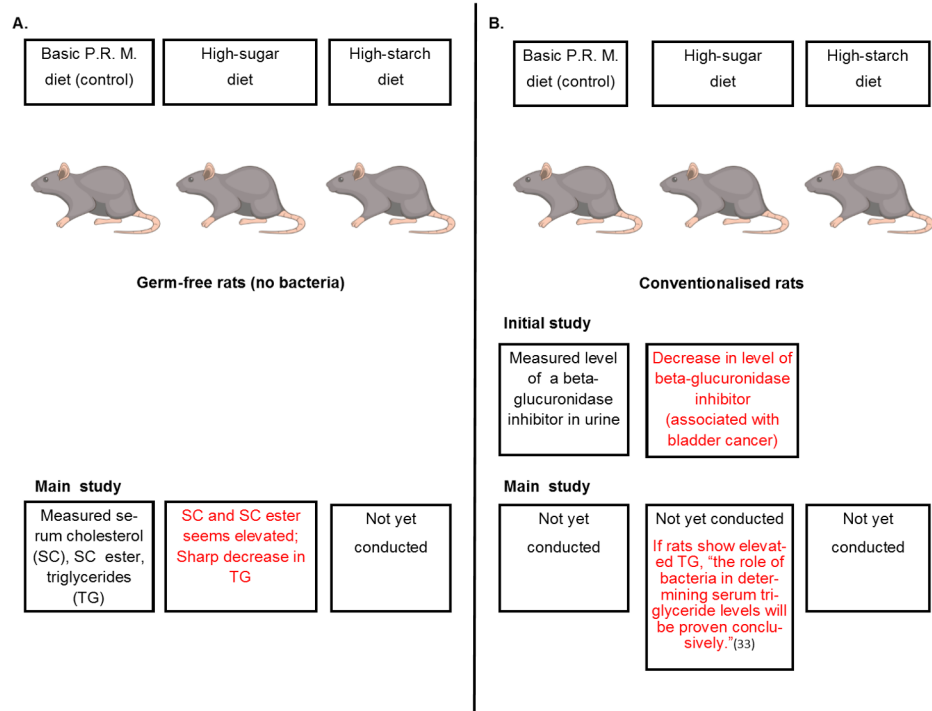 A.
Basic P. R. M.
diet (control)
High-sugar
diet
High-starch
diet
Germ-free rats (no bacteria)
Main study
Measured se-
rum cholesterol
(SC), SC ester,
triglycerides
(TG)
SC and SC ester
seems elevated;
Sharp decrease in
TG
Not yet
conducted
B.
Basic P. R. M.
diet (control)
High-sugar
diet
High-starch
diet
Conventionalised rats
Initial study
Measured level
of a beta-
glucuronidase
inhibitor in urine
Decrease in level of
beta-glucuronidase
inhibitor
(associated with
bladder cancer)
Main study
Not yet
conducted
Not yet conducted
If rats show elevat-
ed TG, “the role of
bacteria in deter-
mining serum tri-
glyceride levels will
be proven conclu-
sively.”(33)
Not yet
conducted